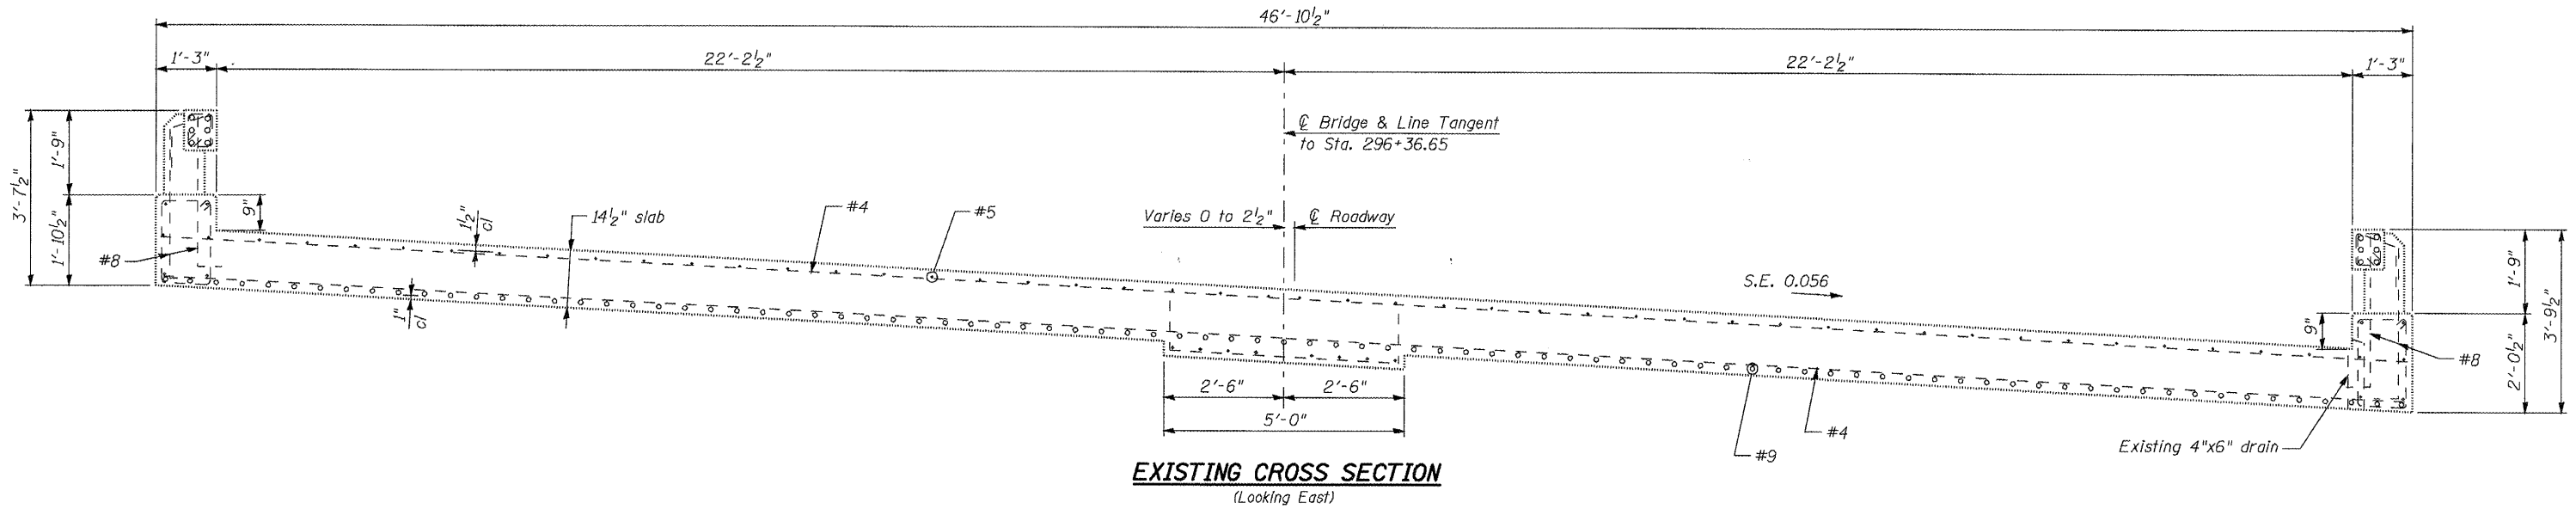 46'-10½"
1'-3"
22'-2½"
22'-2½"
1'-3"
℄ Bridge & Line Tangent
to Sta. 296+36.65
3'-7½"
1'-9"
1'-10½"
9"
#8
1½"
cl
14½" slab
#4
#5
Varies 0 to 2½"
℄ Roadway
S.E. 0.056
1"
cl
9"
1'-9"
2'-0½"
3'-9½"
#8
2'-6"
2'-6"
5'-0"
#9
#4
Existing 4"x6" drain
EXISTING CROSS SECTION
(Looking East)